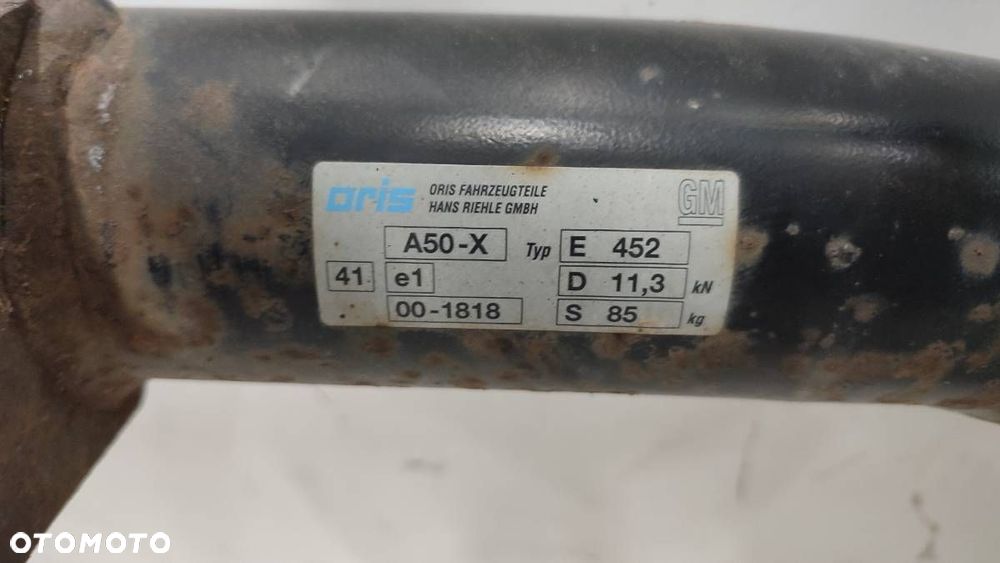 oris ORIS FAHRZEUGTEILE
HANS RIEHLE GMBH
GM
A50-X Typ E 452
41 e1 D 11,3 kN
00-1818 S 85 kg
OTOMOTO